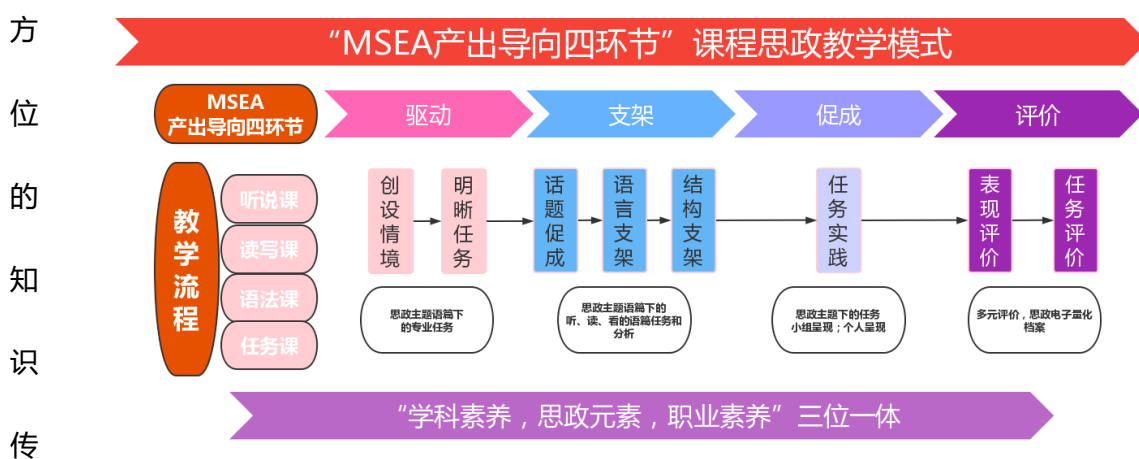 方
位
的
知
识
传
“MSEA产出导向四环节”课程思政教学模式
MSEA
产出导向四环节
驱动
支架
促成
评价
教学流程
听说课
读写课
语法课
任务课
创设情境
明晰任务
话题促成
语言支架
结构支架
任务实践
表现评价
任务评价
思政主题语篇下
的专业任务
思政主题语篇下的
听、读、看的语篇任务和
分析
思政主题下的任务
小组呈现；个人呈现
多元评价，思政电子量化
档案
“学科素养，思政元素，职业素养”三位一体